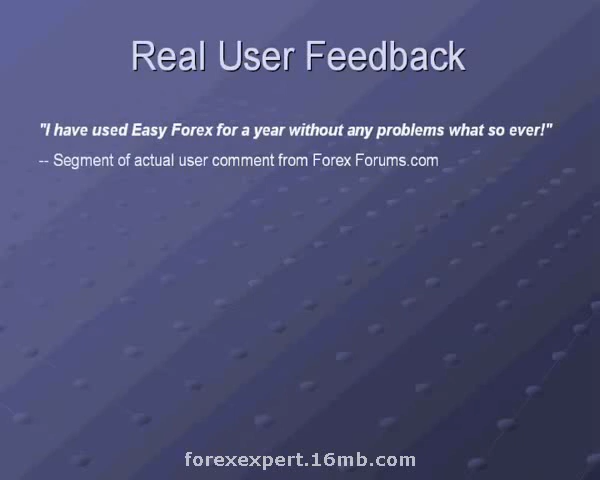 Real User Feedback
"I have used Easy Forex for a year without any problems what so ever!"
-- Segment of actual user comment from Forex Forums.com
forexexpert.16mb.com